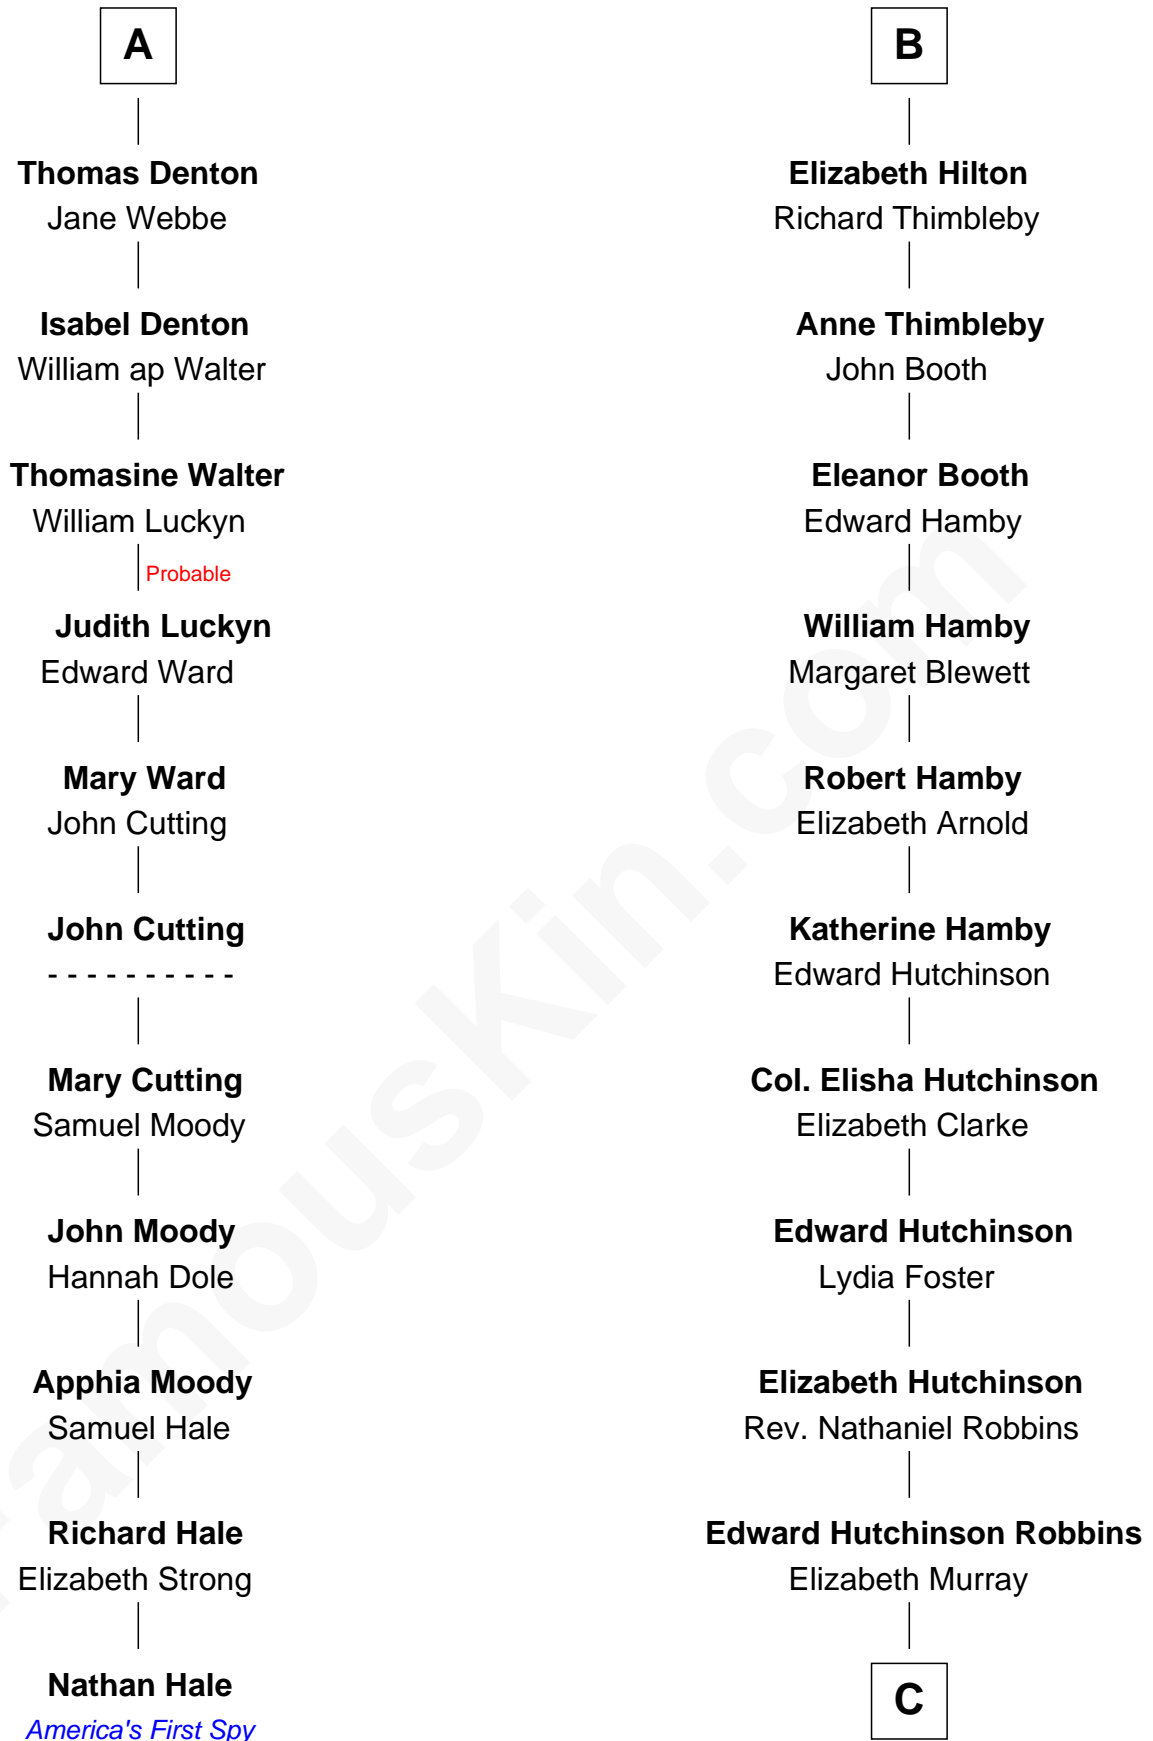 A
Thomas Denton
Jane Webbe
Isabel Denton
William ap Walter
Thomasine Walter
William Luckyn
Probable
Judith Luckyn
Edward Ward
Mary Ward
John Cutting
John Cutting
- - - - - - - - - -
Mary Cutting
Samuel Moody
John Moody
Hannah Dole
Apphia Moody
Samuel Hale
Richard Hale
Elizabeth Strong
Nathan Hale
America's First Spy
B
Elizabeth Hilton
Richard Thimbleby
Anne Thimbleby
John Booth
Eleanor Booth
Edward Hamby
William Hamby
Margaret Blewett
Robert Hamby
Elizabeth Arnold
Katherine Hamby
Edward Hutchinson
Col. Elisha Hutchinson
Elizabeth Clarke
Edward Hutchinson
Lydia Foster
Elizabeth Hutchinson
Rev. Nathaniel Robbins
Edward Hutchinson Robbins
Elizabeth Murray
C
FamousKin.com